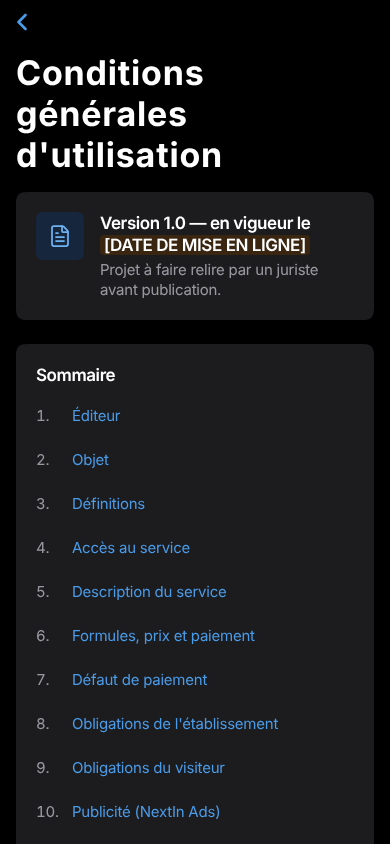 Conditions
générales
d'utilisation
Version 1.0 — en vigueur le
[DATE DE MISE EN LIGNE]
Projet à faire relire par un juriste
avant publication.
Sommaire
1. Éditeur
2. Objet
3. Définitions
4. Accès au service
5. Description du service
6. Formules, prix et paiement
7. Défaut de paiement
8. Obligations de l'établissement
9. Obligations du visiteur
10. Publicité (NextIn Ads)